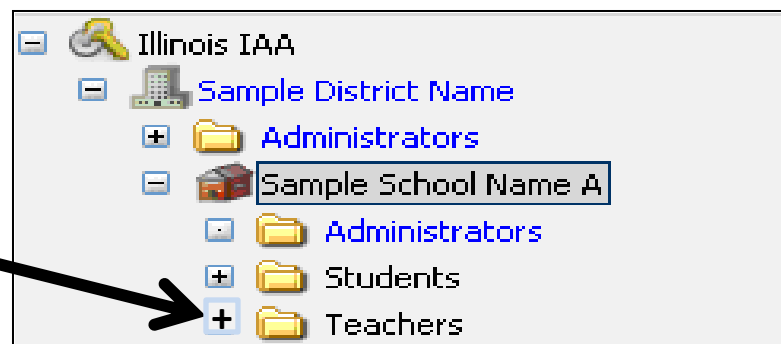 Illinois IAA
Sample District Name
Administrators
Sample School Name A
Administrators
Students
Teachers